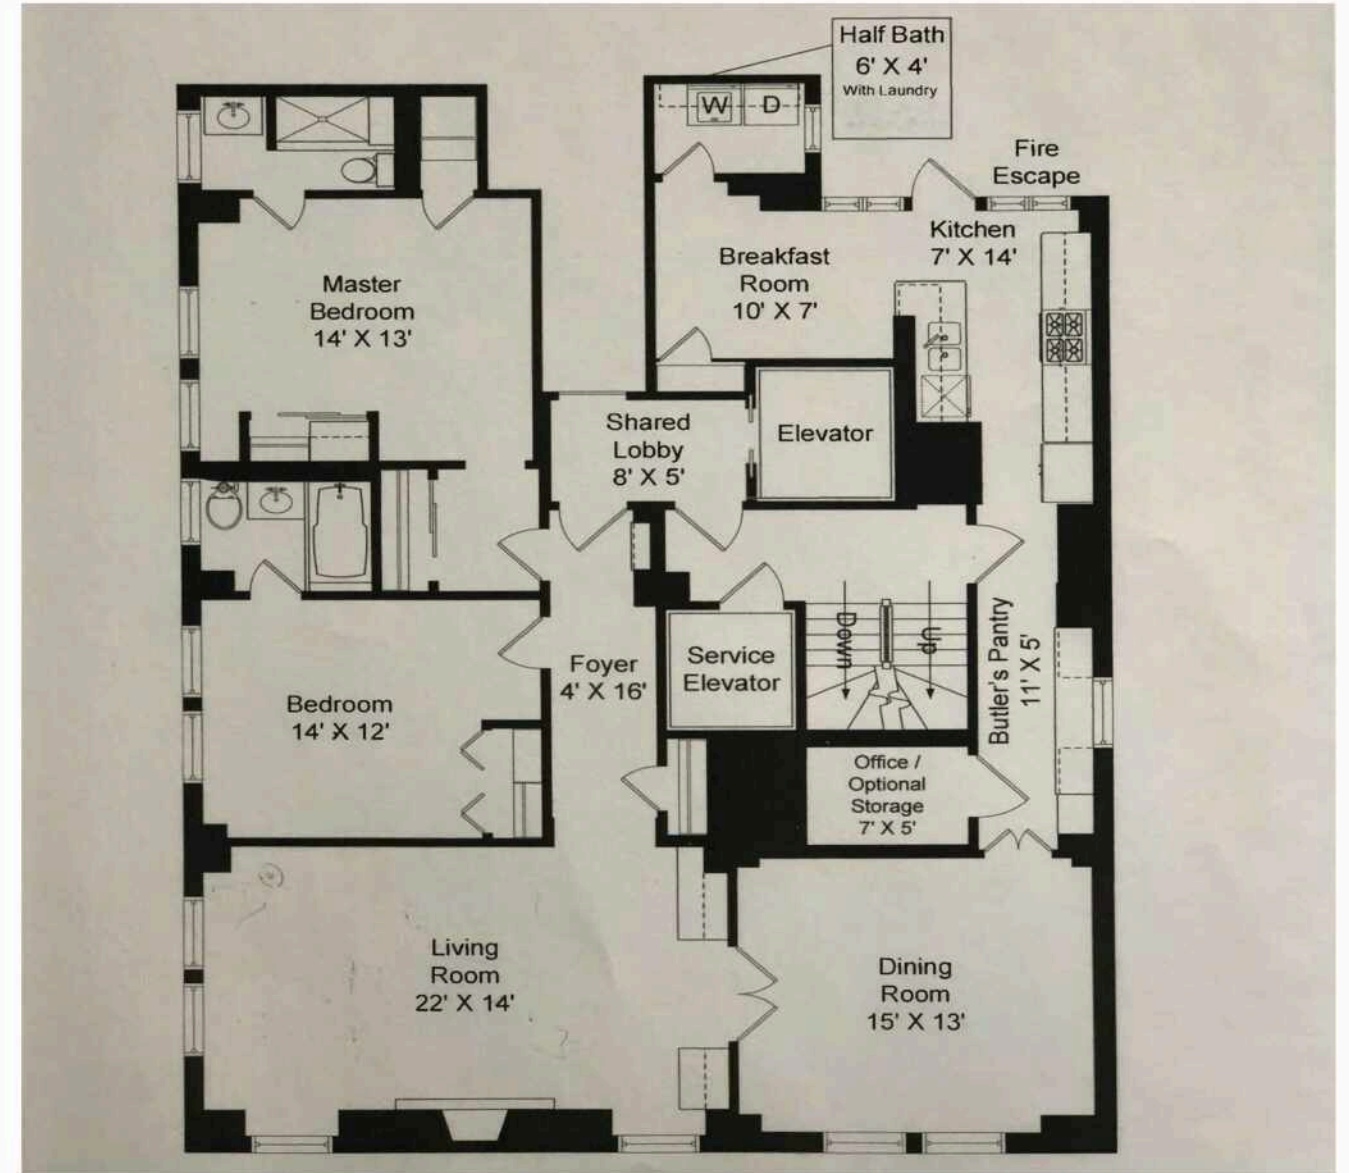 Half Bath
6' X 4'
With Laundry
W
D
Fire
Escape
Kitchen
7' X 14'
Breakfast
Room
10' X 7'
Master
Bedroom
14' X 13'
Shared
Lobby
8' X 5'
Elevator
Service
Elevator
Down
Up
Butler's Pantry
11' X 5'
Foyer
4' X 16'
Bedroom
14' X 12'
Office /
Optional
Storage
7' X 5'
Living
Room
22' X 14'
Dining
Room
15' X 13'